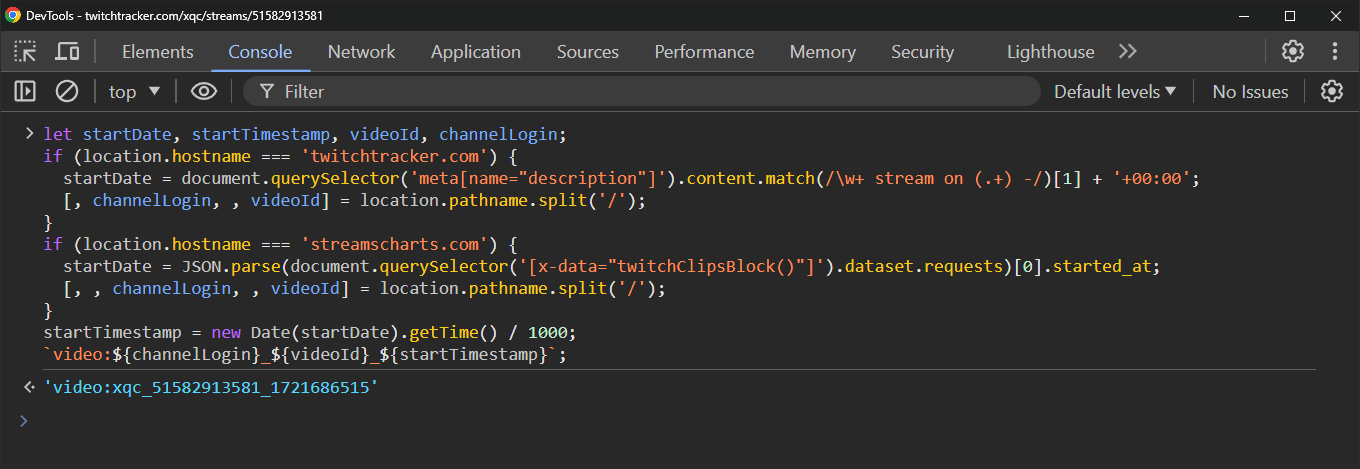 DevTools - twitchtracker.com/xqc/streams/51582913581
Elements Console Network Application Sources Performance Memory Security Lighthouse
top Filter Default levels No Issues
let startDate, startTimestamp, videoId, channelLogin;
if (location.hostname === 'twitchtracker.com') {
  startDate = document.querySelector('meta[name="description"]').content.match(/\w+ stream on (.+) -/)[1] + '+00:00';
  [, channelLogin, , videoId] = location.pathname.split('/');
}
if (location.hostname === 'streamscharts.com') {
  startDate = JSON.parse(document.querySelector('[x-data="twitchClipsBlock()"]').dataset.requests)[0].started_at;
  [, , channelLogin, , videoId] = location.pathname.split('/');
}
startTimestamp = new Date(startDate).getTime() / 1000;
`video:${channelLogin}_${videoId}_${startTimestamp}`;
'video:xqc_51582913581_1721686515'